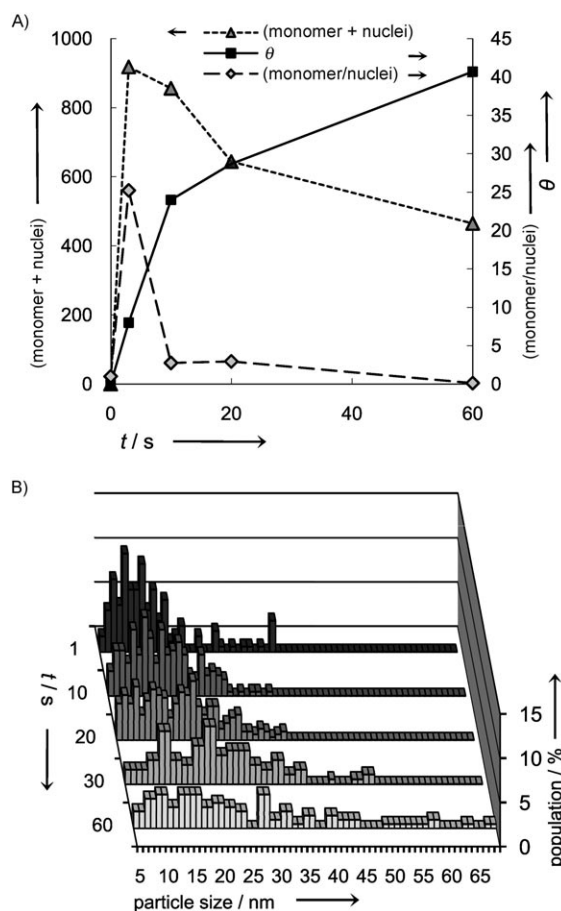 A)
(monomer + nuclei)
θ
(monomer/nuclei)
1000
800
600
400
200
0
(monomer + nuclei)
45
40
35
30
25
20
15
10
5
0
θ
(monomer/nuclei)
0 20 40 60
t / s
B)
1
10
20
30
60
t / s
15
10
5
0
population / %
5 10 15 20 25 30 35 40 45 50 55 60 65
particle size / nm